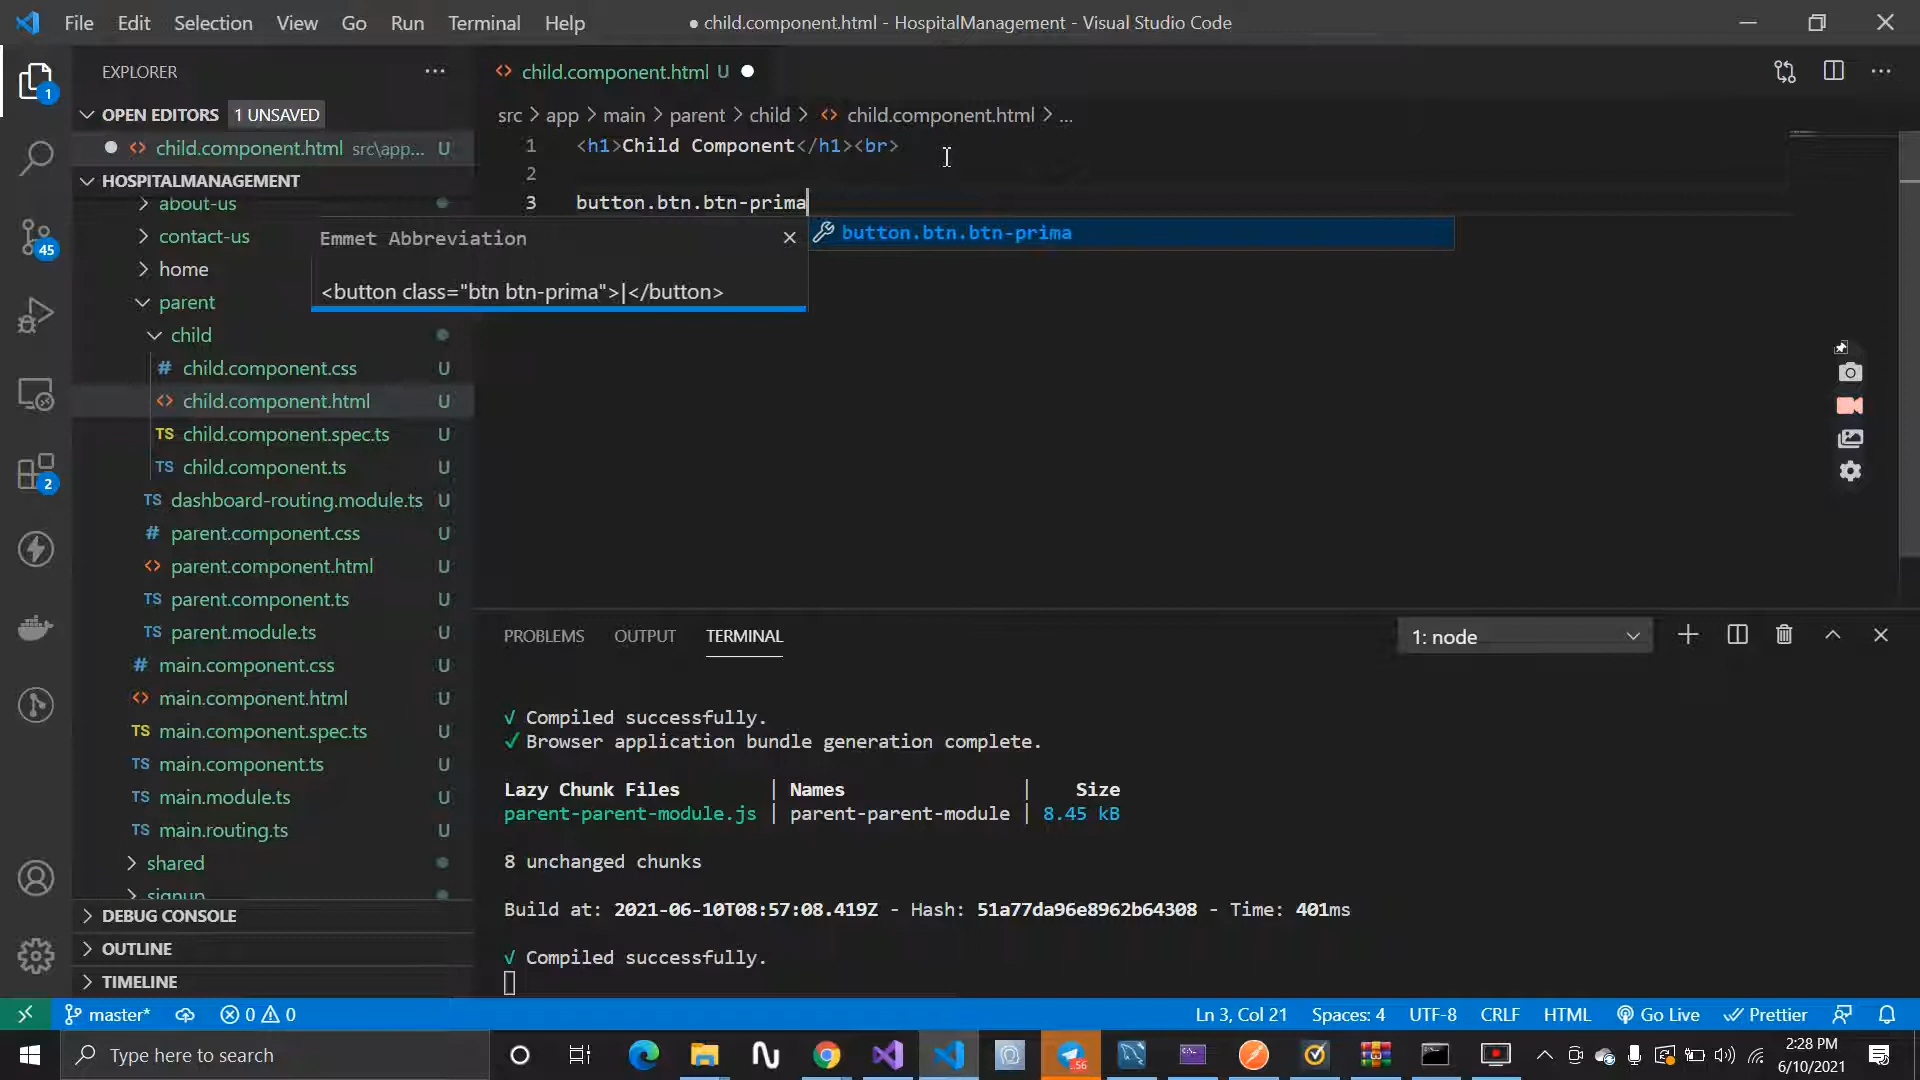 File Edit Selection View Go Run Terminal Help ● child.component.html - HospitalManagement - Visual Studio Code
EXPLORER
1
OPEN EDITORS 1 UNSAVED
child.component.html src\app...
HOSPITALMANAGEMENT
about-us
contact-us
45
home
parent
child
child.component.css U
child.component.html U
child.component.spec.ts U
child.component.ts U
2
dashboard-routing.module.ts U
parent.component.css U
parent.component.html U
parent.component.ts U
parent.module.ts U
main.component.css U
main.component.html U
main.component.spec.ts U
main.component.ts U
main.module.ts U
main.routing.ts U
shared
signup
DEBUG CONSOLE
OUTLINE
TIMELINE
child.component.html U
src > app > main > parent > child > child.component.html > ...
1 <h1>Child Component</h1><br>
2
3 button.btn.btn-prima
Emmet Abbreviation
<button class="btn btn-prima">|</button>
button.btn.btn-prima
PROBLEMS OUTPUT TERMINAL 1: node
√ Compiled successfully.
✓ Browser application bundle generation complete.
Lazy Chunk Files | Names | Size
parent-parent-module.js | parent-parent-module | 8.45 kB
8 unchanged chunks
Build at: 2021-06-10T08:57:08.419Z - Hash: 51a77da96e8962b64308 - Time: 401ms
√ Compiled successfully.
master* 0 0 Ln 3, Col 21 Spaces: 4 UTF-8 CRLF HTML Go Live Prettier
Type here to search
56
2:28 PM
6/10/2021